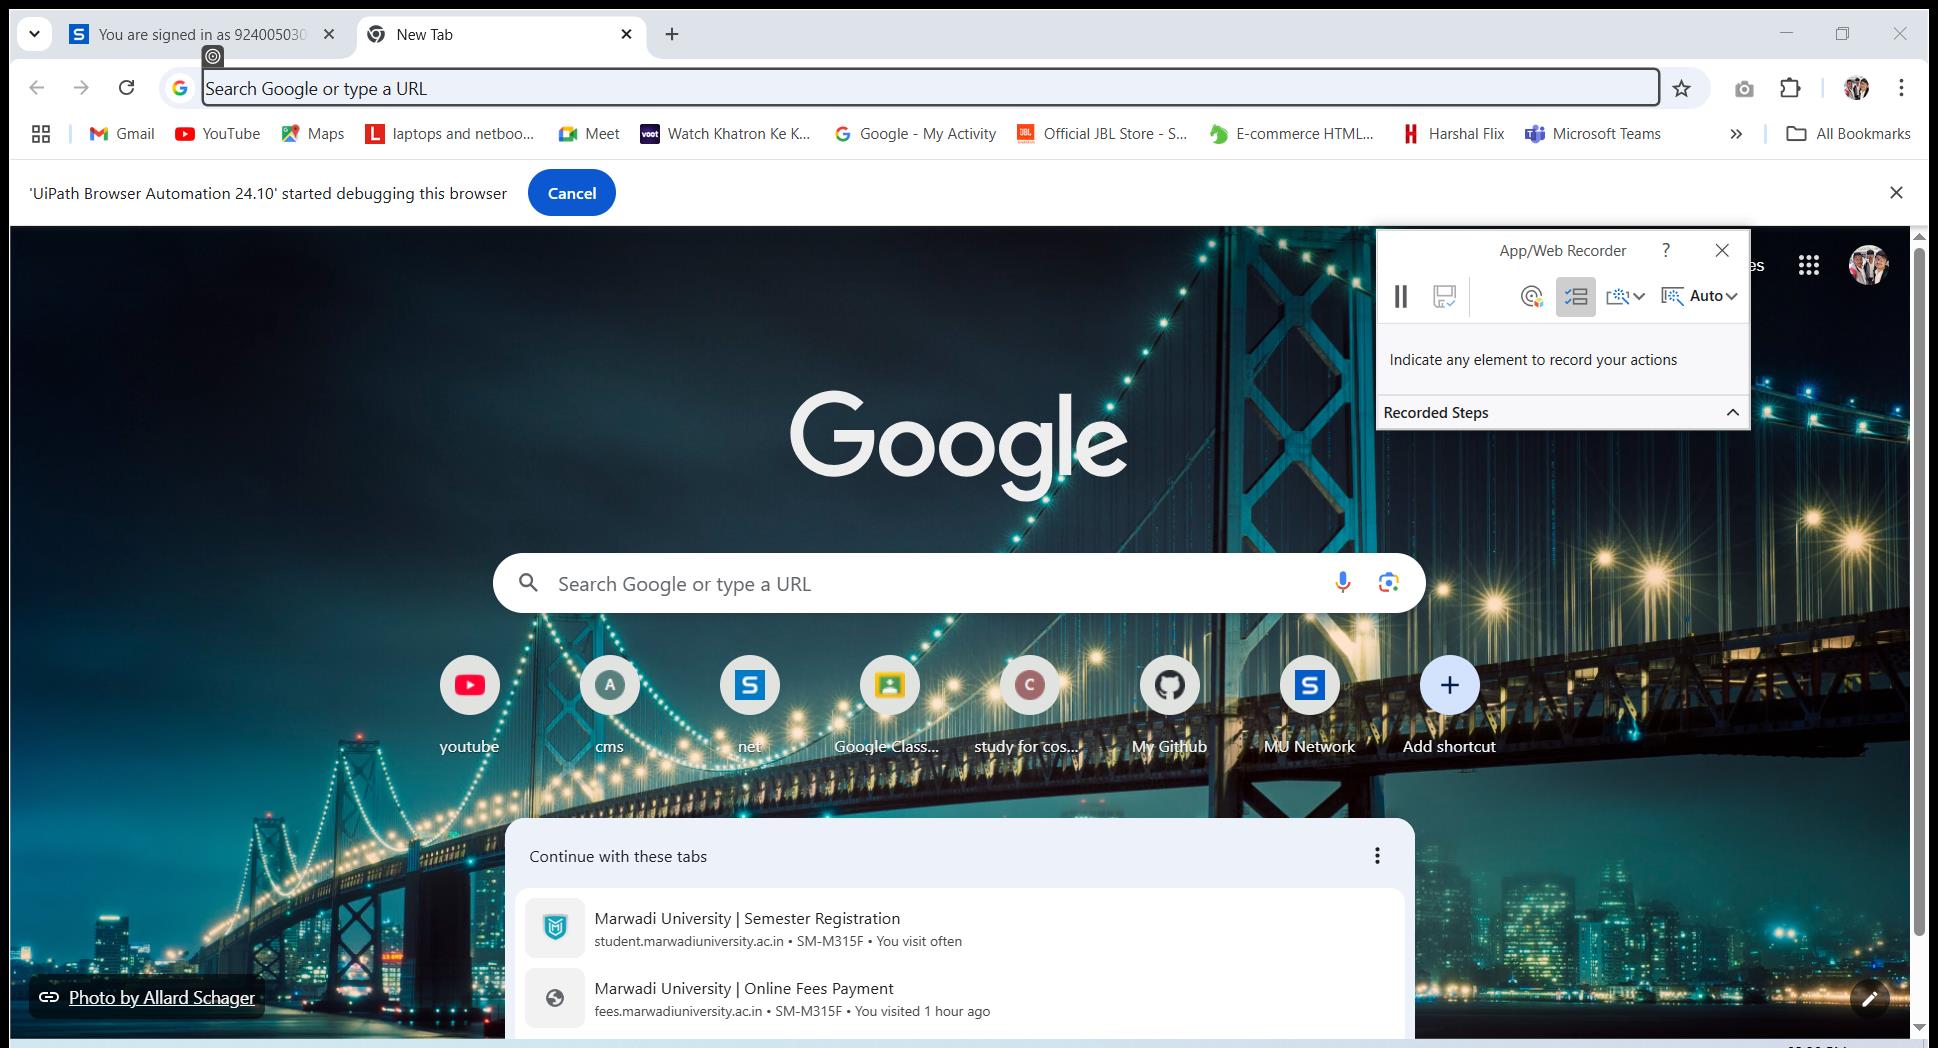 You are signed in as 924005030
New Tab
Search Google or type a URL
Gmail
YouTube
Maps
laptops and netboo...
Meet
Watch Khatron Ke K...
Google - My Activity
Official JBL Store - S...
E-commerce HTML...
Harshal Flix
Microsoft Teams
All Bookmarks
'UiPath Browser Automation 24.10' started debugging this browser
Cancel
App/Web Recorder
?
es
Auto
Indicate any element to record your actions
Recorded Steps
Google
Search Google or type a URL
youtube
cms
net
Google Class...
study for cos...
My Github
MU Network
Add shortcut
Continue with these tabs
Marwadi University | Semester Registration
student.marwadiuniversity.ac.in • SM-M315F • You visit often
Marwadi University | Online Fees Payment
fees.marwadiuniversity.ac.in • SM-M315F • You visited 1 hour ago
Photo by Allard Schager